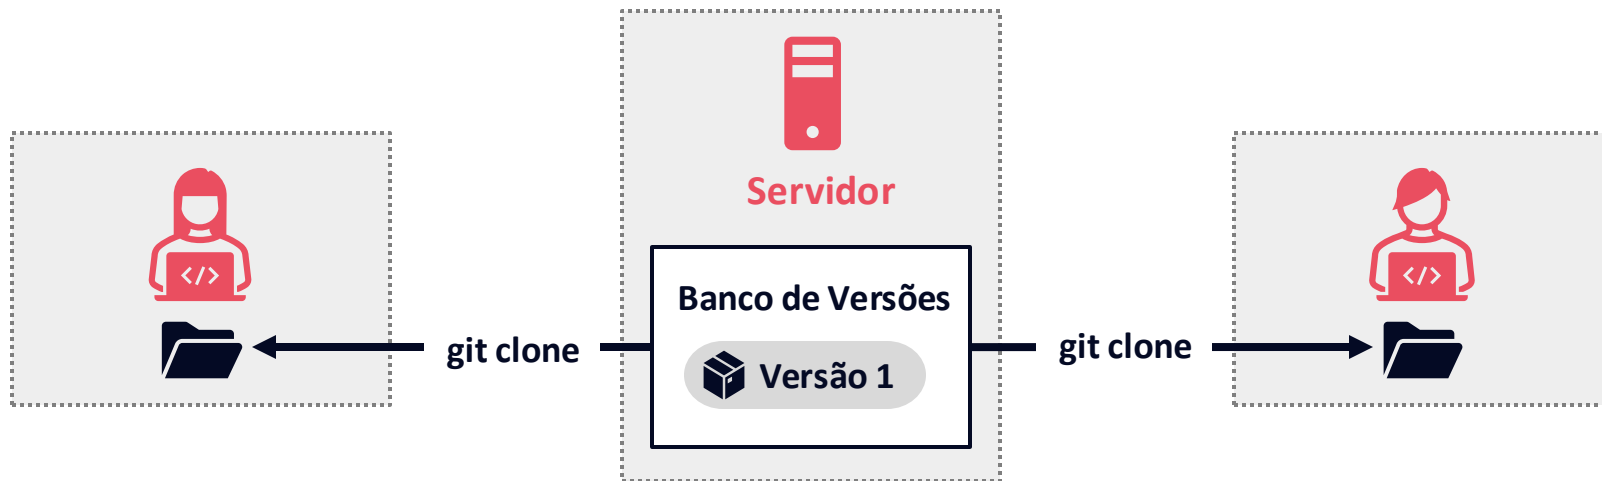 Servidor
Banco de Versões
git clone
Versão 1
git clone
</>
</>